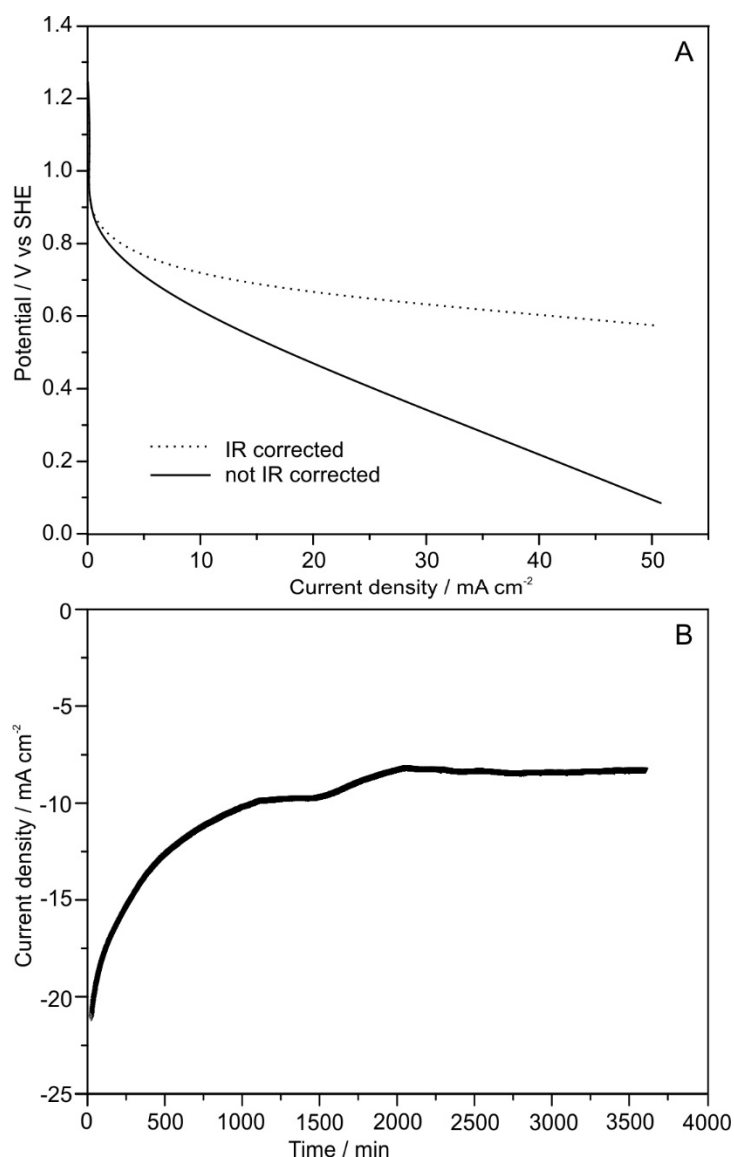 A
1.4
1.2
1.0
0.8
0.6
0.4
0.2
0.0
Potential / V vs SHE
IR corrected
not IR corrected
0 10 20 30 40 50
Current density / mA cm⁻²
B
0
-5
-10
-15
-20
-25
Current density / mA cm⁻²
0 500 1000 1500 2000 2500 3000 3500 4000
Time / min